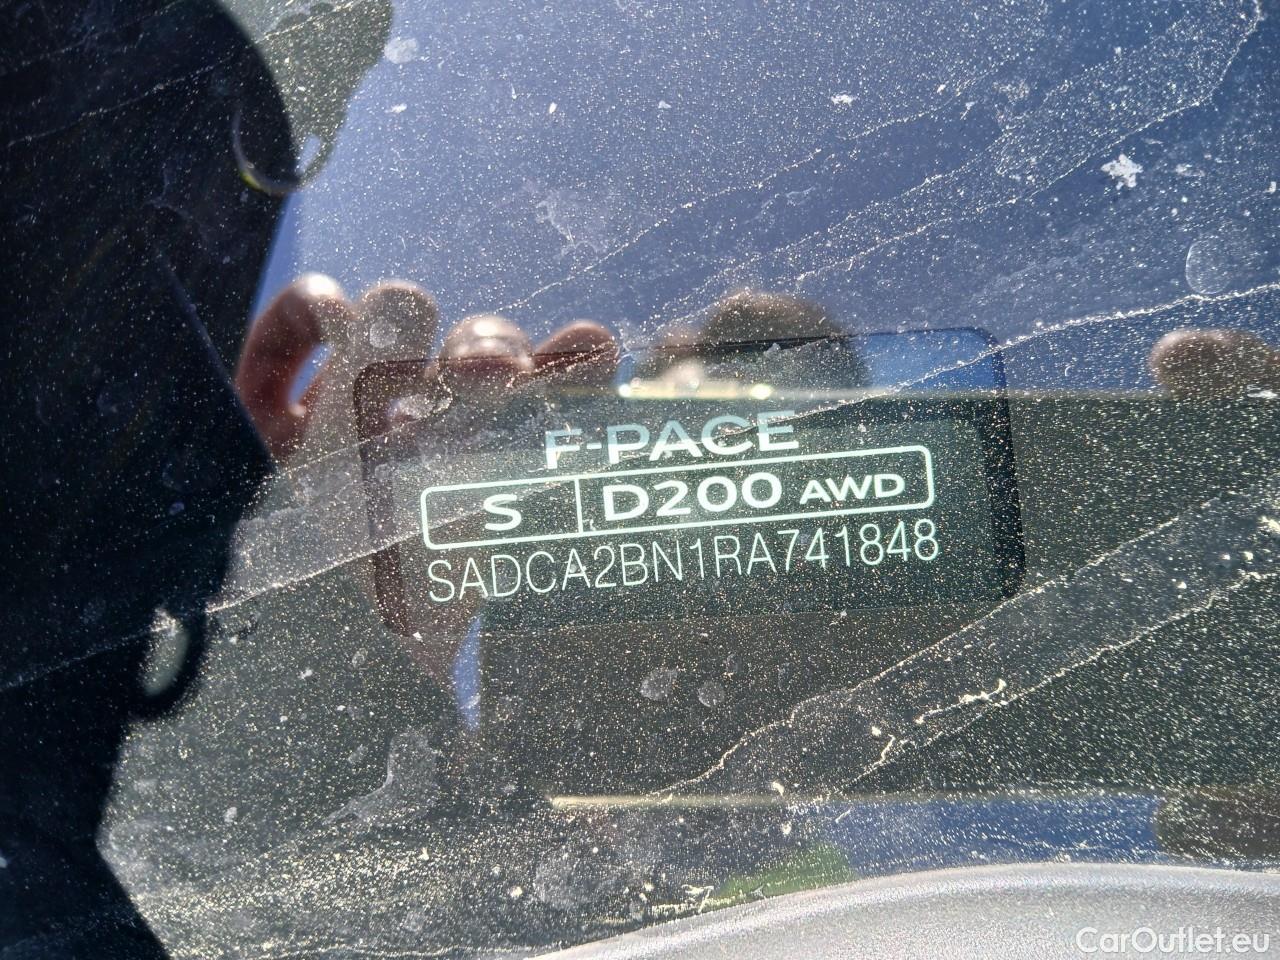 F-PACE
S D200 AWD
SADCA2BN1RA741848
CarOutlet.eu